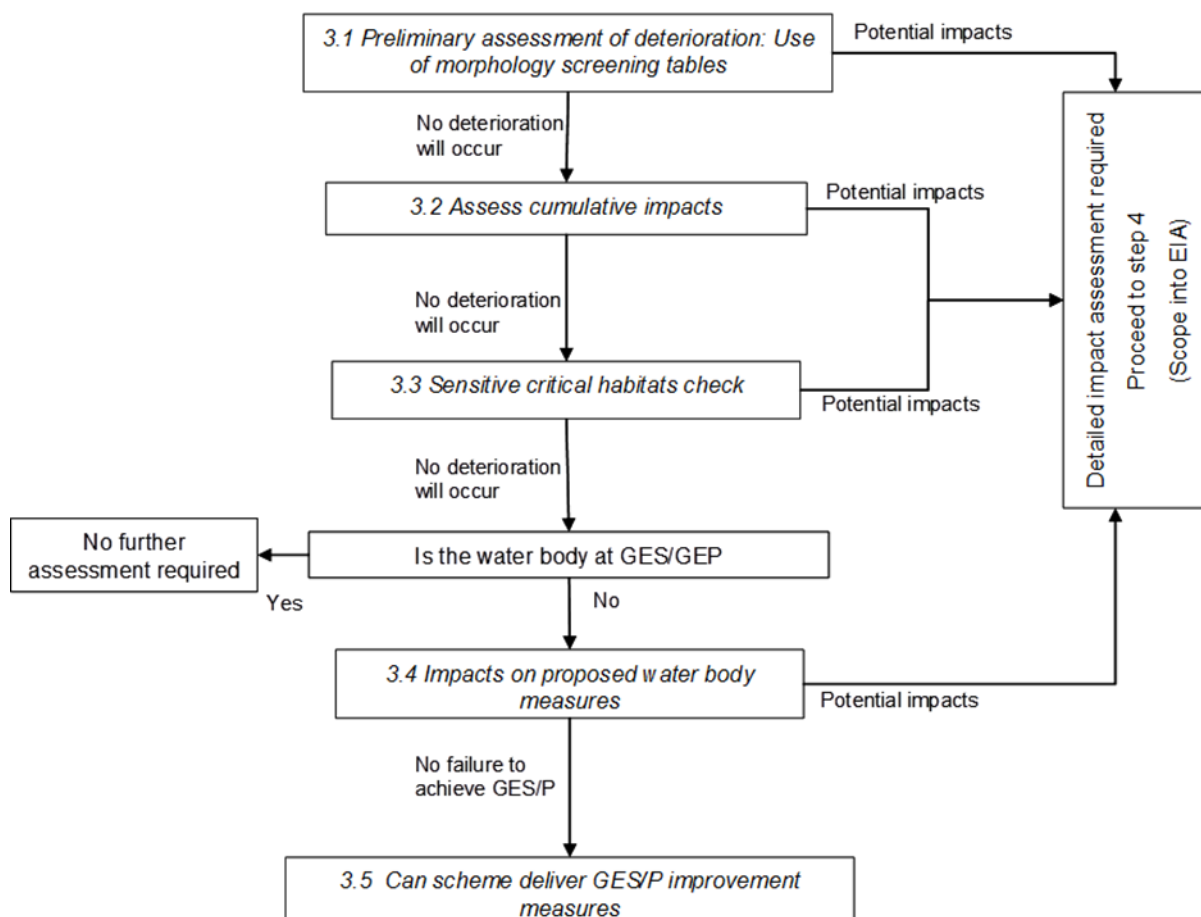 3.1 Preliminary assessment of deterioration: Use
of morphology screening tables
Potential impacts
No deterioration
will occur
3.2 Assess cumulative impacts
Potential impacts
Detailed impact assessment required
Proceed to step 4
(Scope into EIA)
No deterioration
will occur
3.3 Sensitive critical habitats check
Potential impacts
No deterioration
will occur
No further
assessment required
Is the water body at GES/GEP
Yes
No
3.4 Impacts on proposed water body
measures
Potential impacts
No failure to
achieve GES/P
3.5 Can scheme deliver GES/P improvement
measures